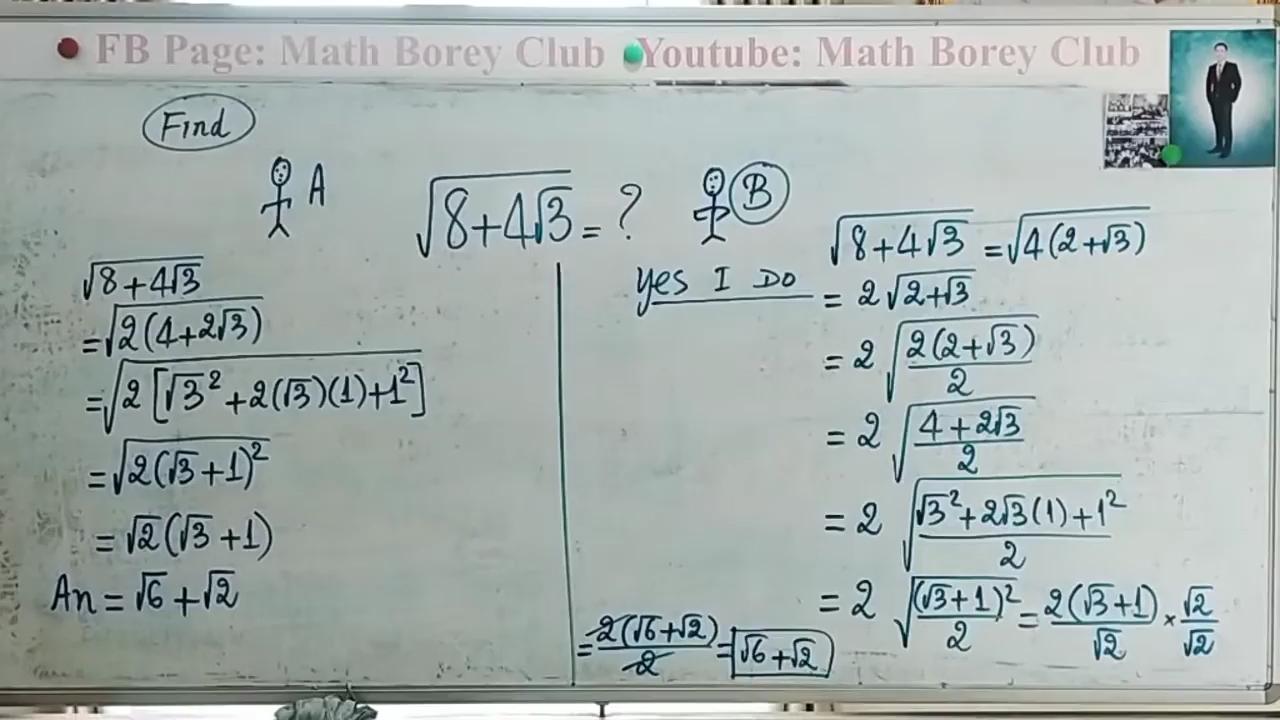 FB Page: Math Borey Club Youtube: Math Borey Club
Find
A
√(8+4√3) = ?
B
√(8+4√3)
=√(2(4+2√3))
=√(2[√3²+2(√3)(1)+1²])
=√(2(√3+1)²)
=√2(√3+1)
An=√6+√2
yes I Do
√(8+4√3) =√(4(2+√3))
= 2√(2+√3)
= 2√(2(2+√3)/2)
= 2√((4+2√3)/2)
= 2√((√3²+2√3(1)+1²)/2)
= 2√((√3+1)²/2) = 2(√3+1)/√2 × √2/√2
= 2(√6+√2)/2 = √6+√2